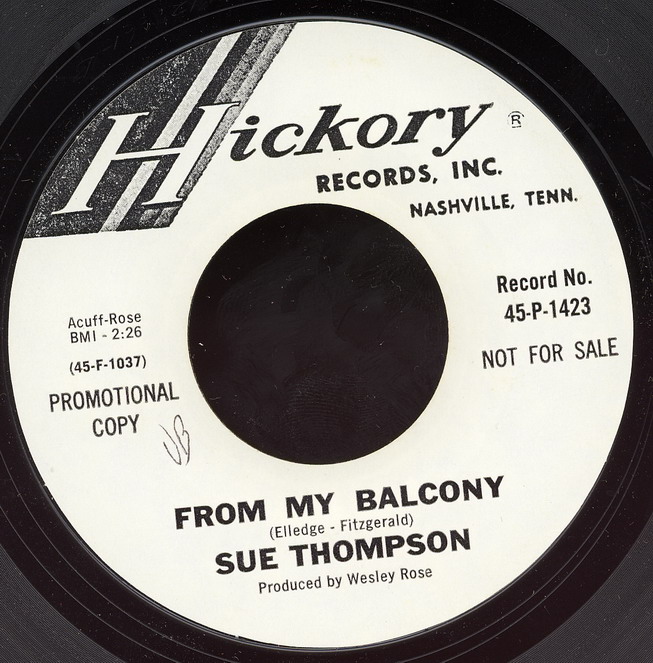 Hickory ®
RECORDS, INC.
NASHVILLE, TENN.
Record No.
45-P-1423
NOT FOR SALE
Acuff-Rose
BMI - 2:26
(45-F-1037)
PROMOTIONAL
COPY
FROM MY BALCONY
(Elledge - Fitzgerald)
SUE THOMPSON
Produced by Wesley Rose